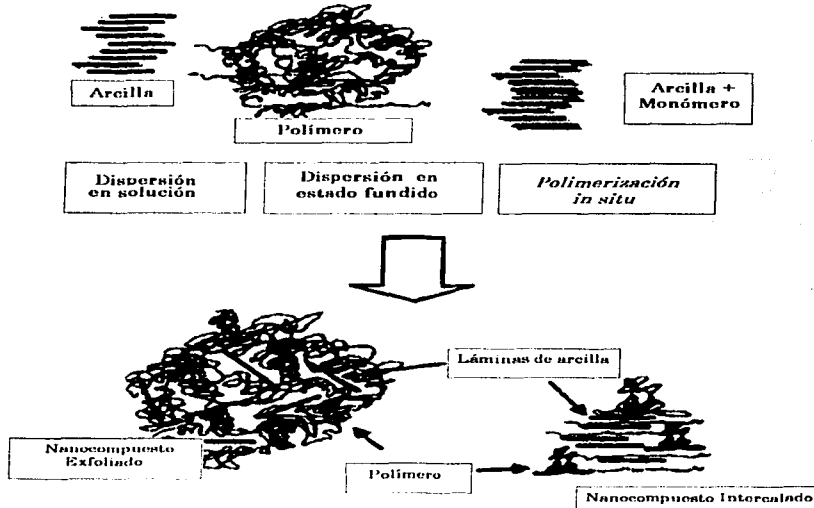 Arcilla
Polímero
Arcilla +
Monómero
Dispersión
en solución
Dispersión en
estado fundido
Polimerización
in situ
Láminas de arcilla
Nanocompuesto
Exfoliado
Polímero
Nanocompuesto Intercalado